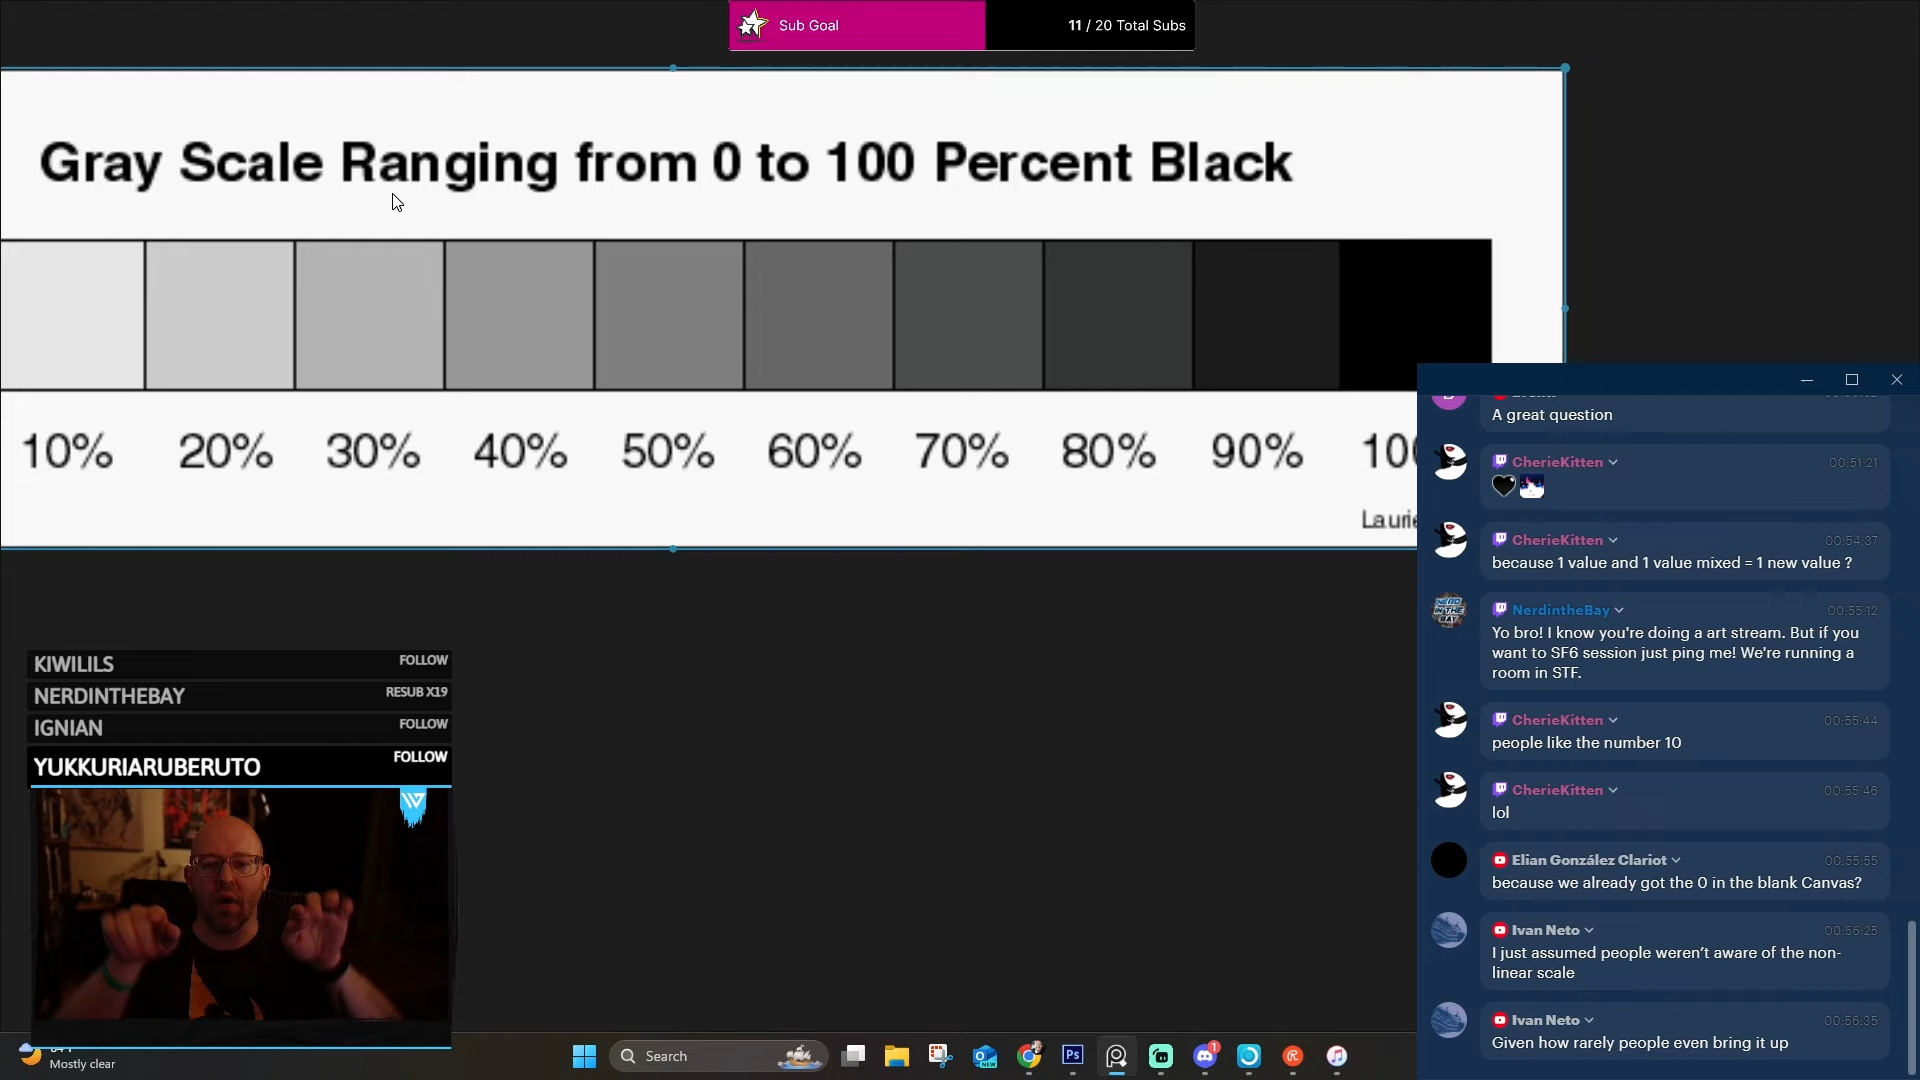 Sub Goal
11 / 20 Total Subs
Gray Scale Ranging from 0 to 100 Percent Black
10% 20% 30% 40% 50% 60% 70% 80% 90% 100
Laurie
A great question
CherieKitten 00:51:21
CherieKitten 00:54:37
because 1 value and 1 value mixed = 1 new value ?
NerdintheBay 00:55:12
Yo bro! I know you're doing a art stream. But if you
want to SF6 session just ping me! We're running a
room in STF.
CherieKitten 00:55:44
people like the number 10
CherieKitten 00:55:46
lol
Elian González Clariot 00:55:55
because we already got the 0 in the blank Canvas?
Ivan Neto 00:56:25
I just assumed people weren't aware of the non-
linear scale
Ivan Neto 00:56:35
Given how rarely people even bring it up
KIWILILS FOLLOW
NERDINTHEBAY RESUB X19
IGNIAN FOLLOW
YUKKURIARUBERUTO FOLLOW
Mostly clear
Search
NEW
Ps
1